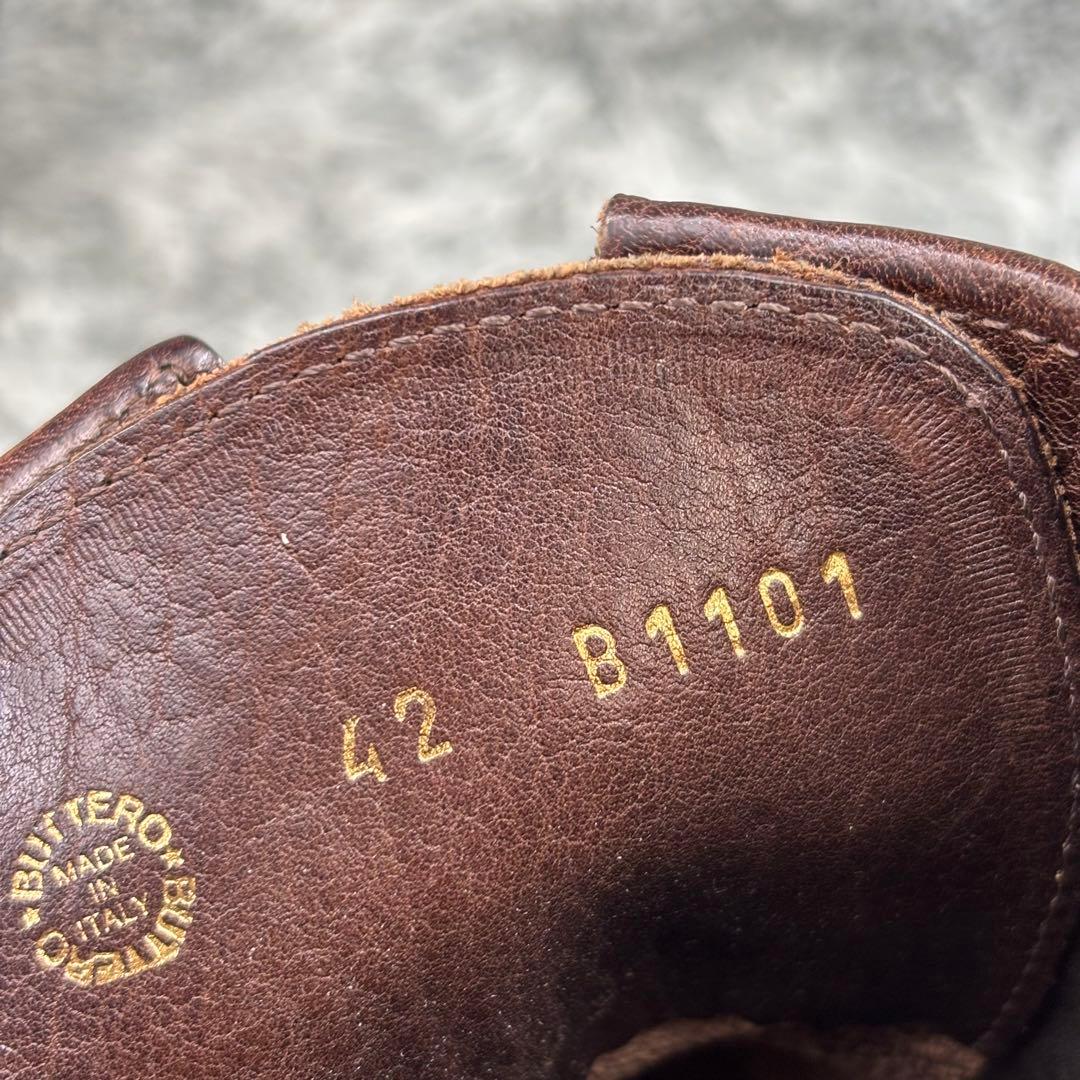 42 B1101
BUTTERO BUTTERO
MADE
IN
ITALY